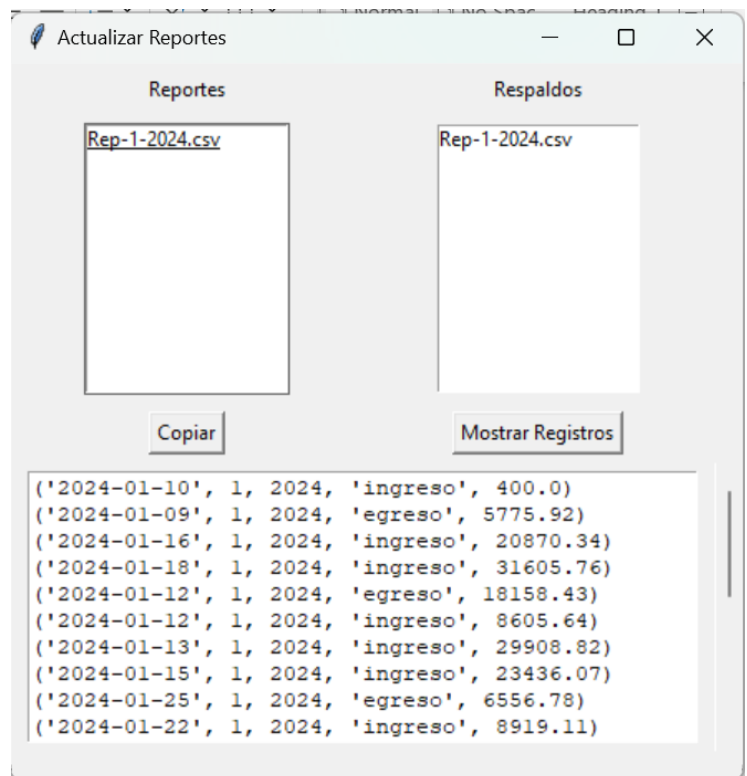 Normal
No Spac
Heading 1
Actualizar Reportes
Reportes
Respaldos
Rep-1-2024.csv
Rep-1-2024.csv
Copiar
Mostrar Registros
('2024-01-10', 1, 2024, 'ingreso', 400.0)
('2024-01-09', 1, 2024, 'egreso', 5775.92)
('2024-01-16', 1, 2024, 'ingreso', 20870.34)
('2024-01-18', 1, 2024, 'ingreso', 31605.76)
('2024-01-12', 1, 2024, 'egreso', 18158.43)
('2024-01-12', 1, 2024, 'ingreso', 8605.64)
('2024-01-13', 1, 2024, 'ingreso', 29908.82)
('2024-01-15', 1, 2024, 'ingreso', 23436.07)
('2024-01-25', 1, 2024, 'egreso', 6556.78)
('2024-01-22', 1, 2024, 'ingreso', 8919.11)